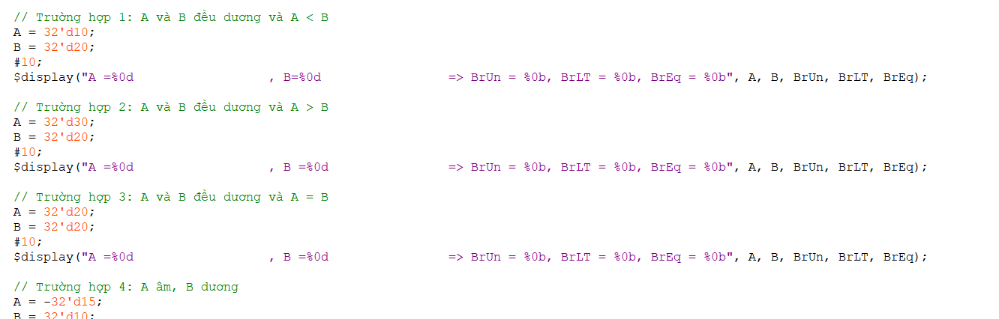 // Trường hợp 1: A và B đều dương và A < B
A = 32'd10;
B = 32'd20;
#10;
$display("A =%0d                  , B=%0d                 => BrUn = %0b, BrLT = %0b, BrEq = %0b", A, B, BrUn, BrLT, BrEq);
// Trường hợp 2: A và B đều dương và A > B
A = 32'd30;
B = 32'd20;
#10;
$display("A =%0d                  , B =%0d                => BrUn = %0b, BrLT = %0b, BrEq = %0b", A, B, BrUn, BrLT, BrEq);
// Trường hợp 3: A và B đều dương và A = B
A = 32'd20;
B = 32'd20;
#10;
$display("A =%0d                  , B =%0d                => BrUn = %0b, BrLT = %0b, BrEq = %0b", A, B, BrUn, BrLT, BrEq);
// Trường hợp 4: A âm, B dương
A = -32'd15;
B = 32'd10;